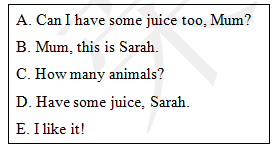 A. Can I have some juice too, Mum?
B. Mum, this is Sarah.
C. How many animals?
D. Have some juice, Sarah.
E. I like it!